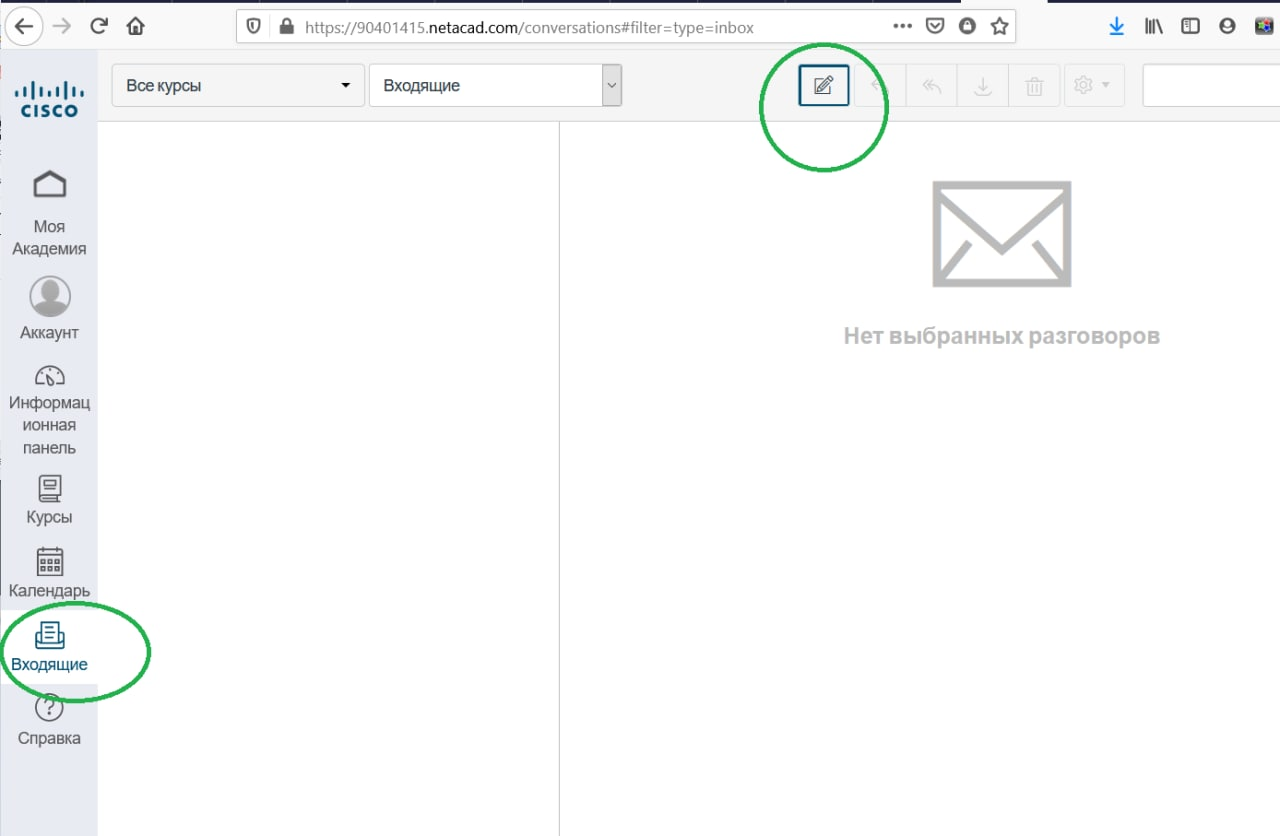 https://90401415.netacad.com/conversations#filter=type=inbox
CISCO
Все курсы
Входящие
Моя
Академия
Аккаунт
Информац
ионная
панель
Курсы
Календарь
Входящие
Справка
Нет выбранных разговоров